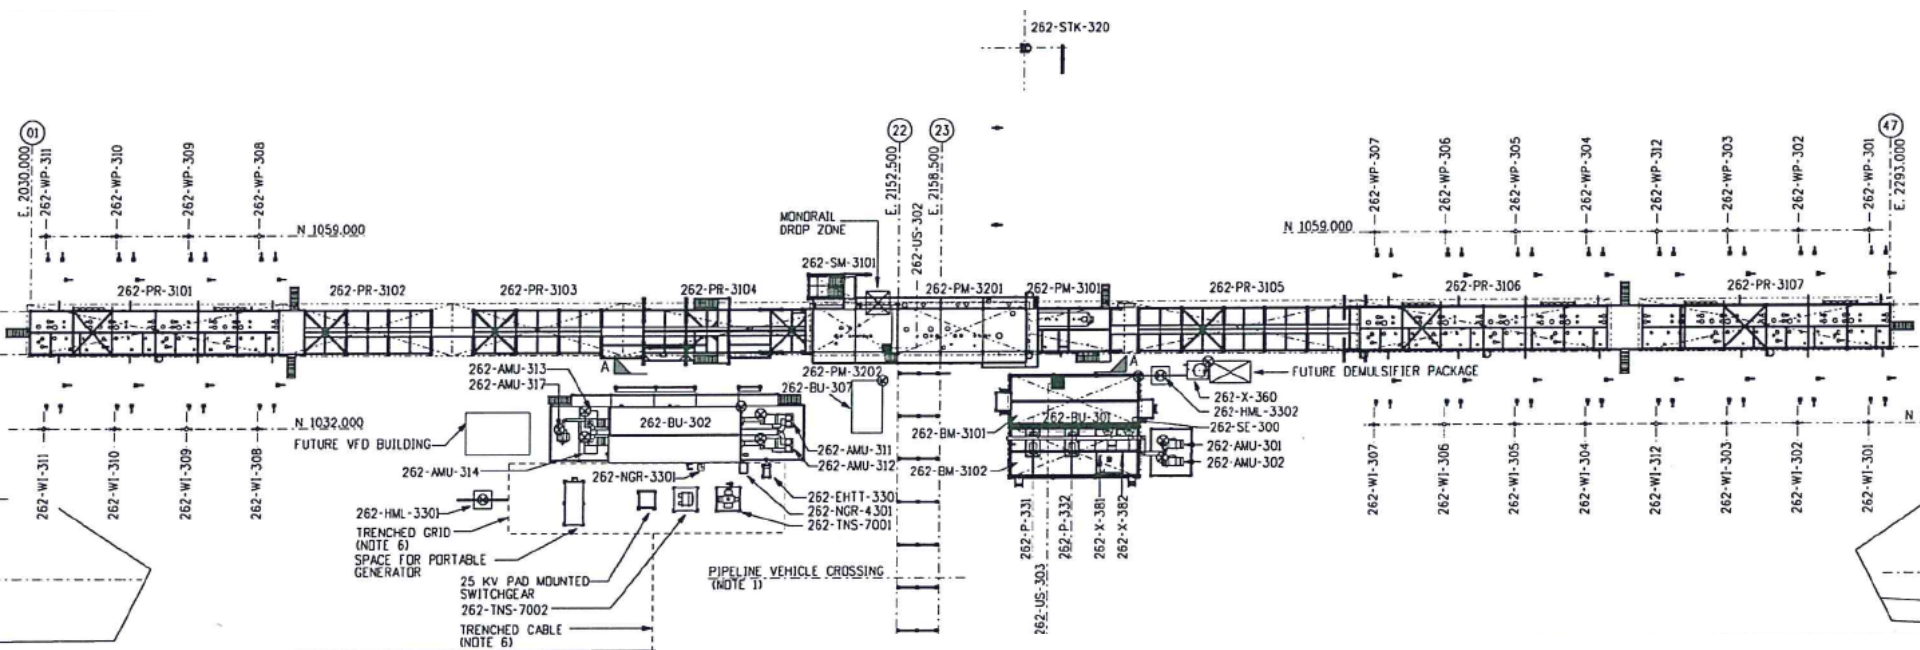 262-STK-320
01
22
23
47
E. 2030.000
262-WP-311
262-WP-310
262-WP-309
262-WP-308
E. 2152.500
262-US-302
E. 2158.500
262-WP-307
262-WP-306
262-WP-305
262-WP-304
262-WP-312
262-WP-303
262-WP-302
262-WP-301
E. 2293.000
N 1059.000
MONORAIL
DROP ZONE
N 1059.000
262-SM-3101
262-PR-3101
262-PR-3102
262-PR-3103
262-PR-3104
262-PM-3201
262-PM-3101
262-PR-3105
262-PR-3106
262-PR-3107
A
A
262-AMU-313
262-AMU-317
262-PM-3202
262-BU-307
FUTURE DEMULSIFIER PACKAGE
262-X-360
262-HML-3302
262-SE-300
N 1032.000
FUTURE VFD BUILDING
262-BU-302
262-BU-301
262-BM-3101
N
262-AMU-311
262-AMU-312
262-AMU-301
262-AMU-302
262-AMU-314
262-NGR-3301
262-BM-3102
262-EHTT-330
262-NGR-4301
262-TNS-7001
262-HML-3301
TRENCHED GRID
(NOTE 6)
SPACE FOR PORTABLE
GENERATOR
25 KV PAD MOUNTED
SWITCHGEAR
262-TNS-7002
TRENCHED CABLE
(NOTE 6)
PIPELINE VEHICLE CROSSING
(NOTE 1)
262-WI-311
262-WI-310
262-WI-309
262-WI-308
262-P-331
262-US-303
262-P-332
262-X-381
262-X-382
262-WI-307
262-WI-306
262-WI-305
262-WI-304
262-WI-312
262-WI-303
262-WI-302
262-WI-301